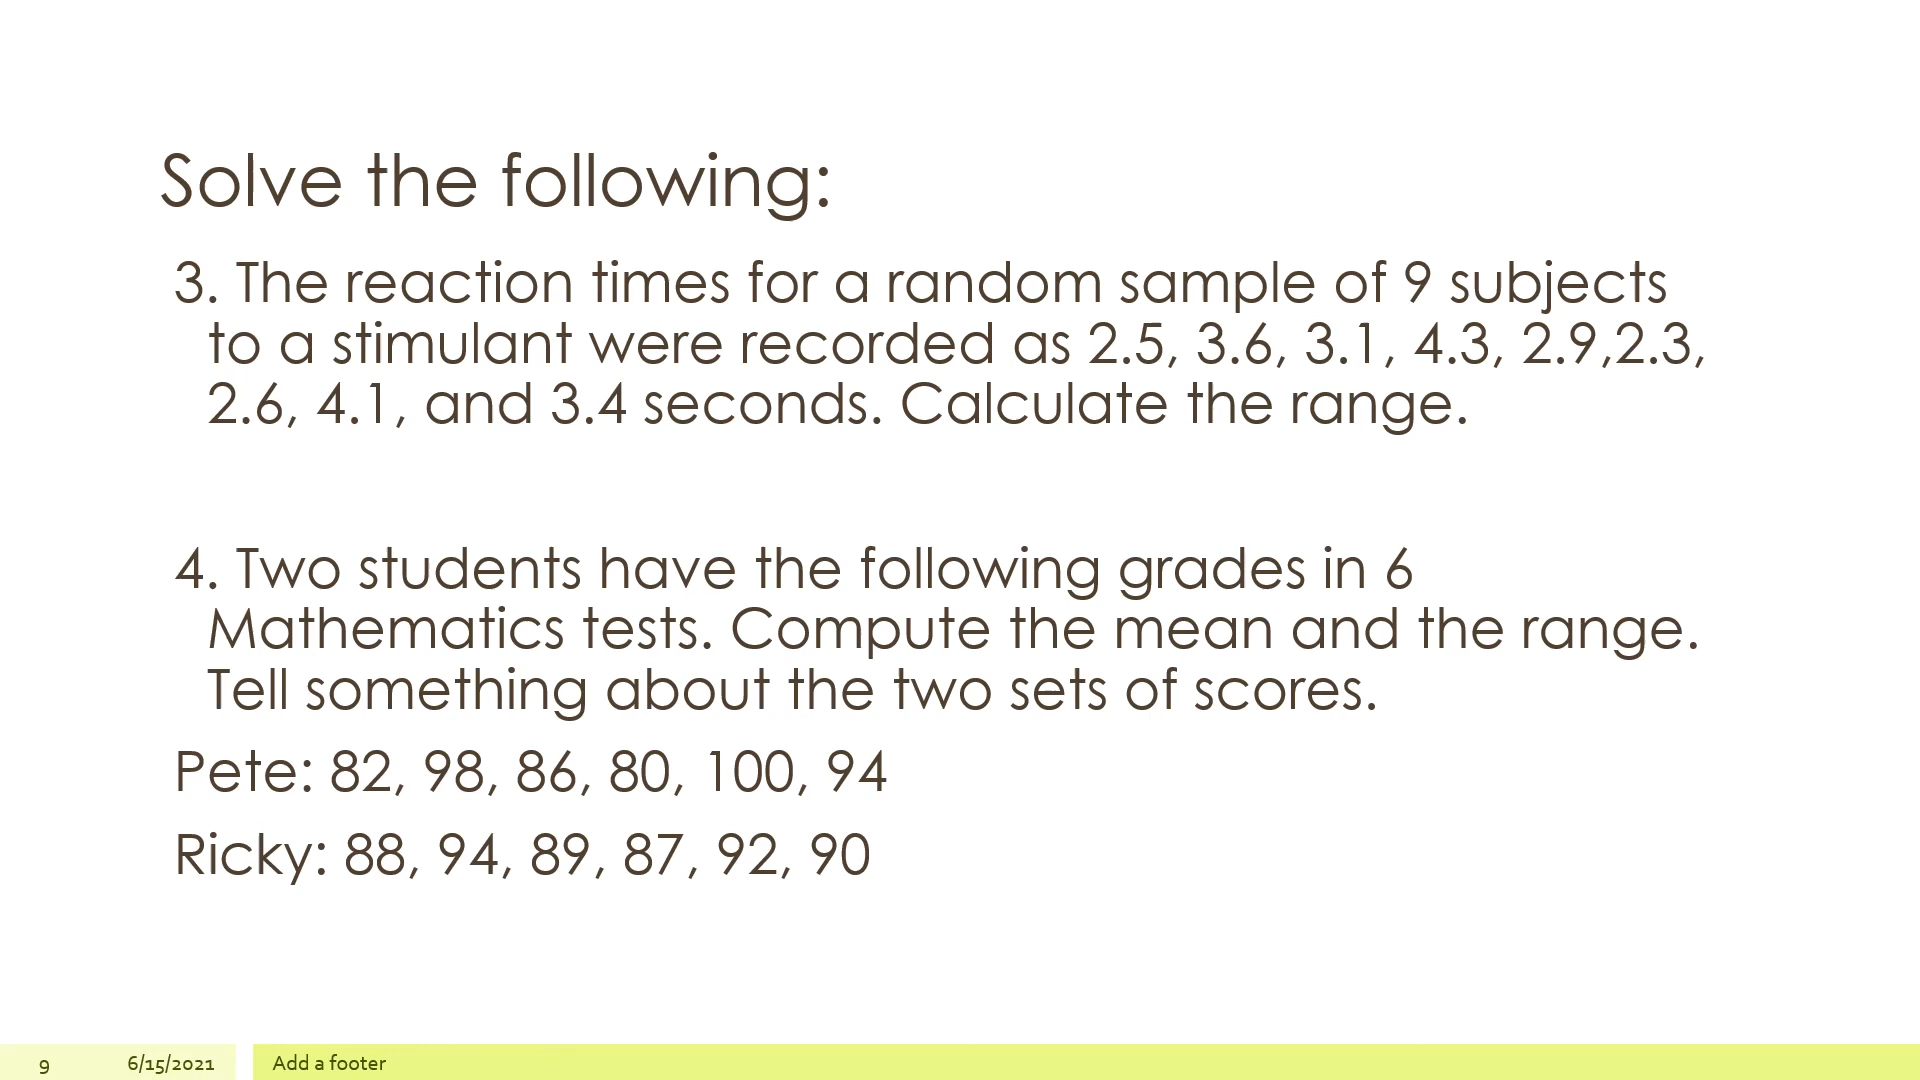 Solve the following:
3. The reaction times for a random sample of 9 subjects
to a stimulant were recorded as 2.5, 3.6, 3.1, 4.3, 2.9,2.3,
2.6, 4.1, and 3.4 seconds. Calculate the range.
4. Two students have the following grades in 6
Mathematics tests. Compute the mean and the range.
Tell something about the two sets of scores.
Pete: 82, 98, 86, 80, 100, 94
Ricky: 88, 94, 89, 87, 92, 90
9 6/15/2021 Add a footer